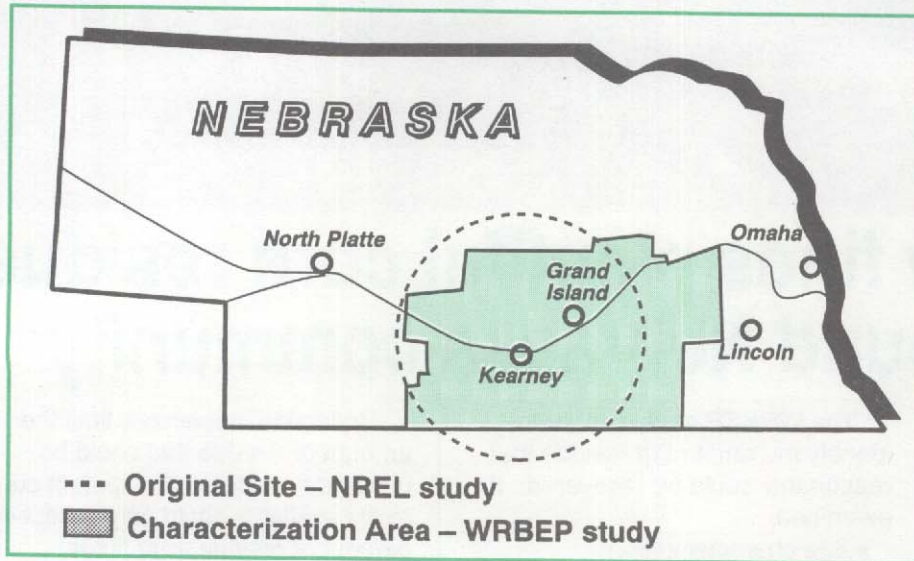 NEBRASKA
North Platte
Omaha
Grand
Island
Lincoln
Kearney
Original Site – NREL study
Characterization Area – WRBEP study